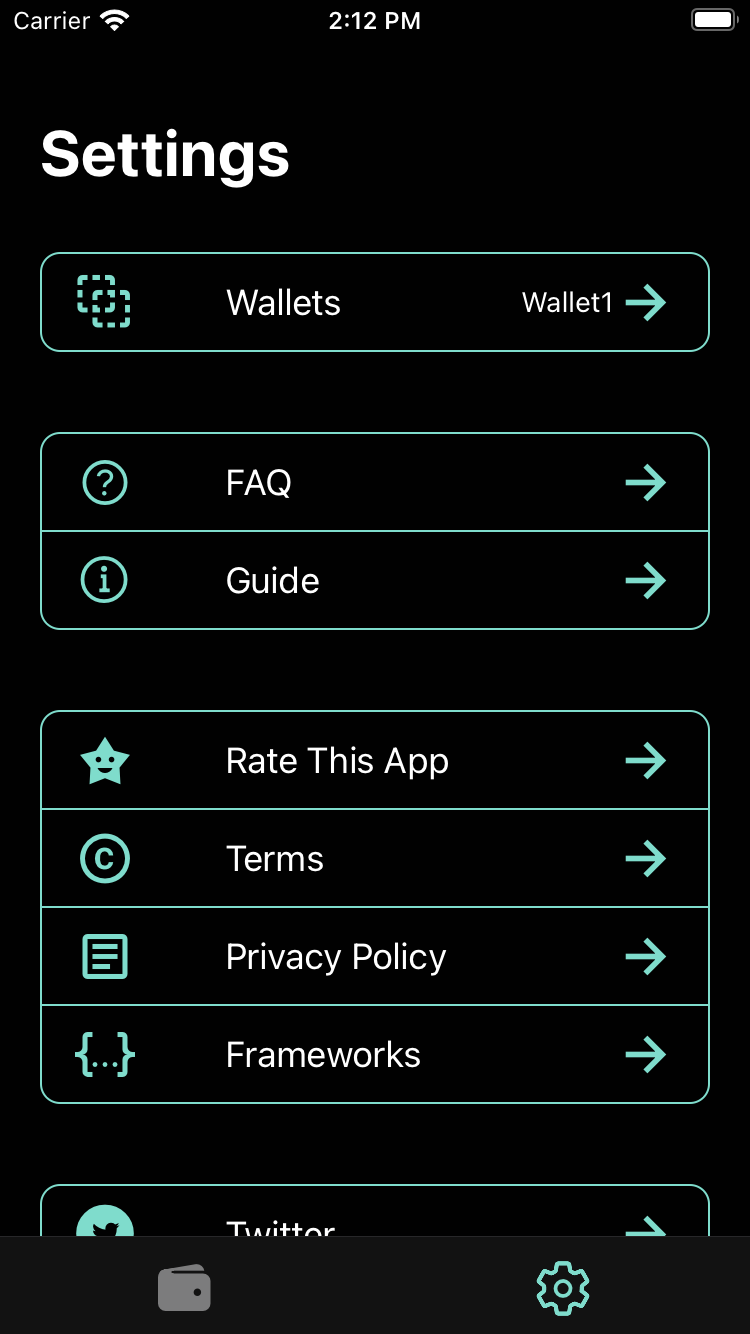 Carrier 2:12 PM
Settings
Wallets Wallet1
FAQ
Guide
Rate This App
Terms
Privacy Policy
Frameworks
Twitter